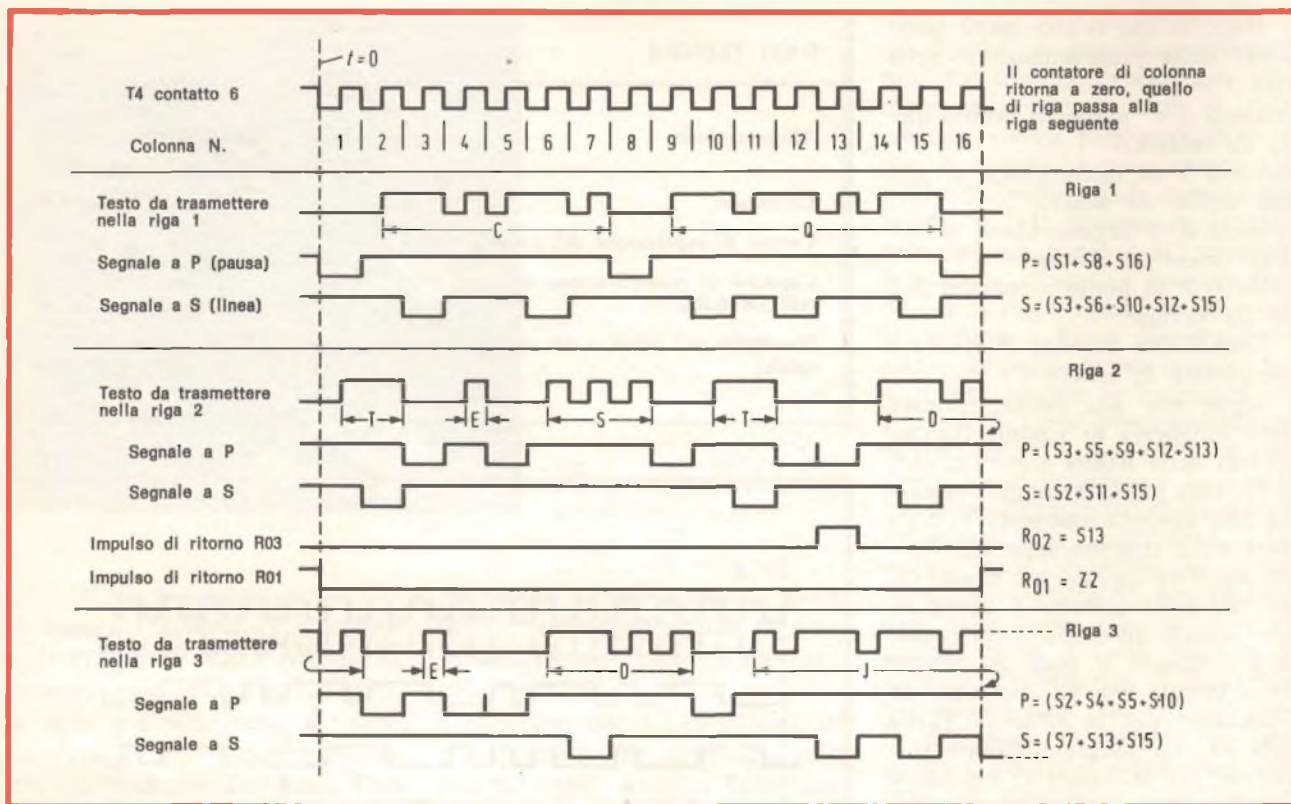 t=0
T4 contatto 6
Il contatore di colonna
ritorna a zero, quello
di riga passa alla
riga seguente
Colonna N.
1 2 3 4 5 6 7 8 9 10 11 12 13 14 15 16
Testo da trasmettere
nella riga 1
Riga 1
C Q
Segnale a P (pausa)
P=(S1+S8+S16)
Segnale a S (linea)
S=(S3+S6+S10+S12+S15)
Testo da trasmettere
nella riga 2
Riga 2
T E S T D
Segnale a P
P=(S3+S5+S9+S12+S13)
Segnale a S
S=(S2+S11+S15)
Impulso di ritorno R03
R02 = S13
Impulso di ritorno R01
R01 = Z2
Testo da trasmettere
nella riga 3
Riga 3
C E D J
Segnale a P
P=(S2+S4+S5+S10)
Segnale a S
S=(S7+S13+S15)